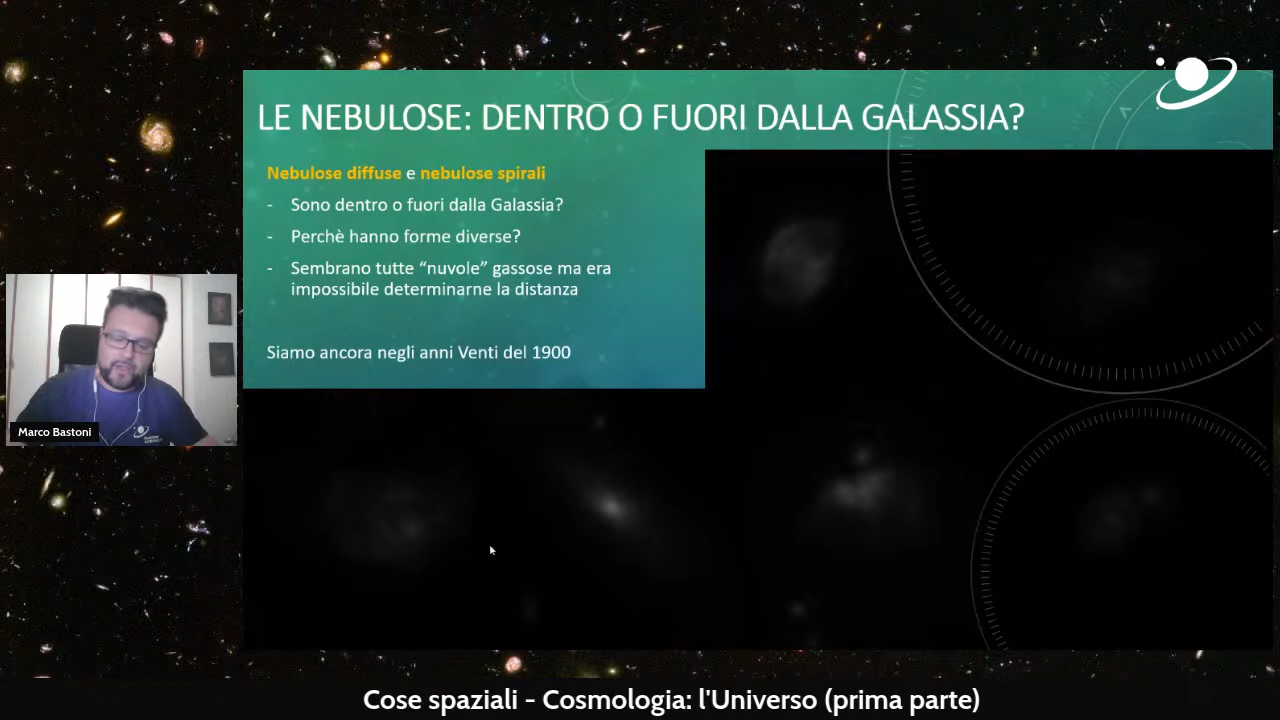 LE NEBULOSE: DENTRO O FUORI DALLA GALASSIA?
Nebulose diffuse e nebulose spirali
- Sono dentro o fuori dalla Galassia?
- Perchè hanno forme diverse?
- Sembrano tutte “nuvole” gassose ma era
impossibile determinarne la distanza
Siamo ancora negli anni Venti del 1900
Marco Bastoni
Cose spaziali - Cosmologia: l'Universo (prima parte)